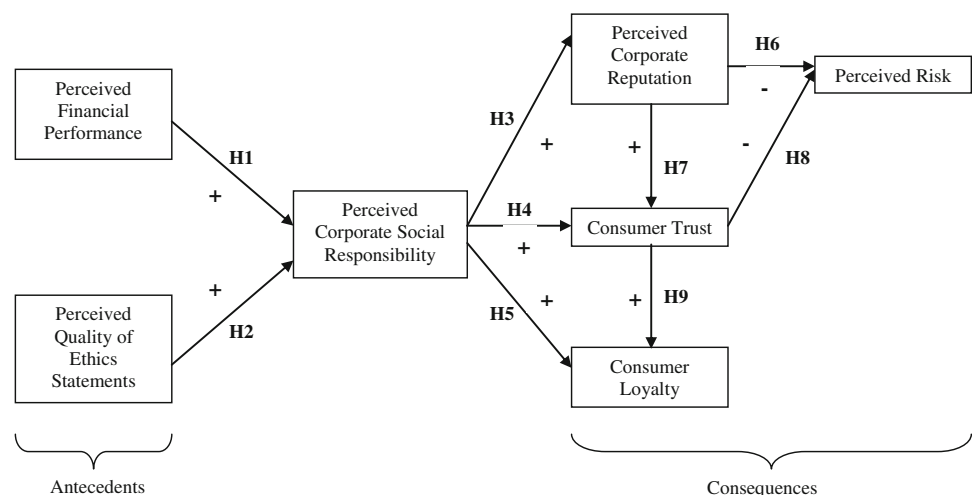 Perceived
Financial
Performance
Perceived
Quality of
Ethics
Statements
H1
+
+
H2
Perceived
Corporate Social
Responsibility
H3
+
H4
+
H5
+
Perceived
Corporate
Reputation
H6
-
Perceived Risk
+
H7
-
H8
Consumer Trust
+
H9
Consumer
Loyalty
Antecedents
Consequences